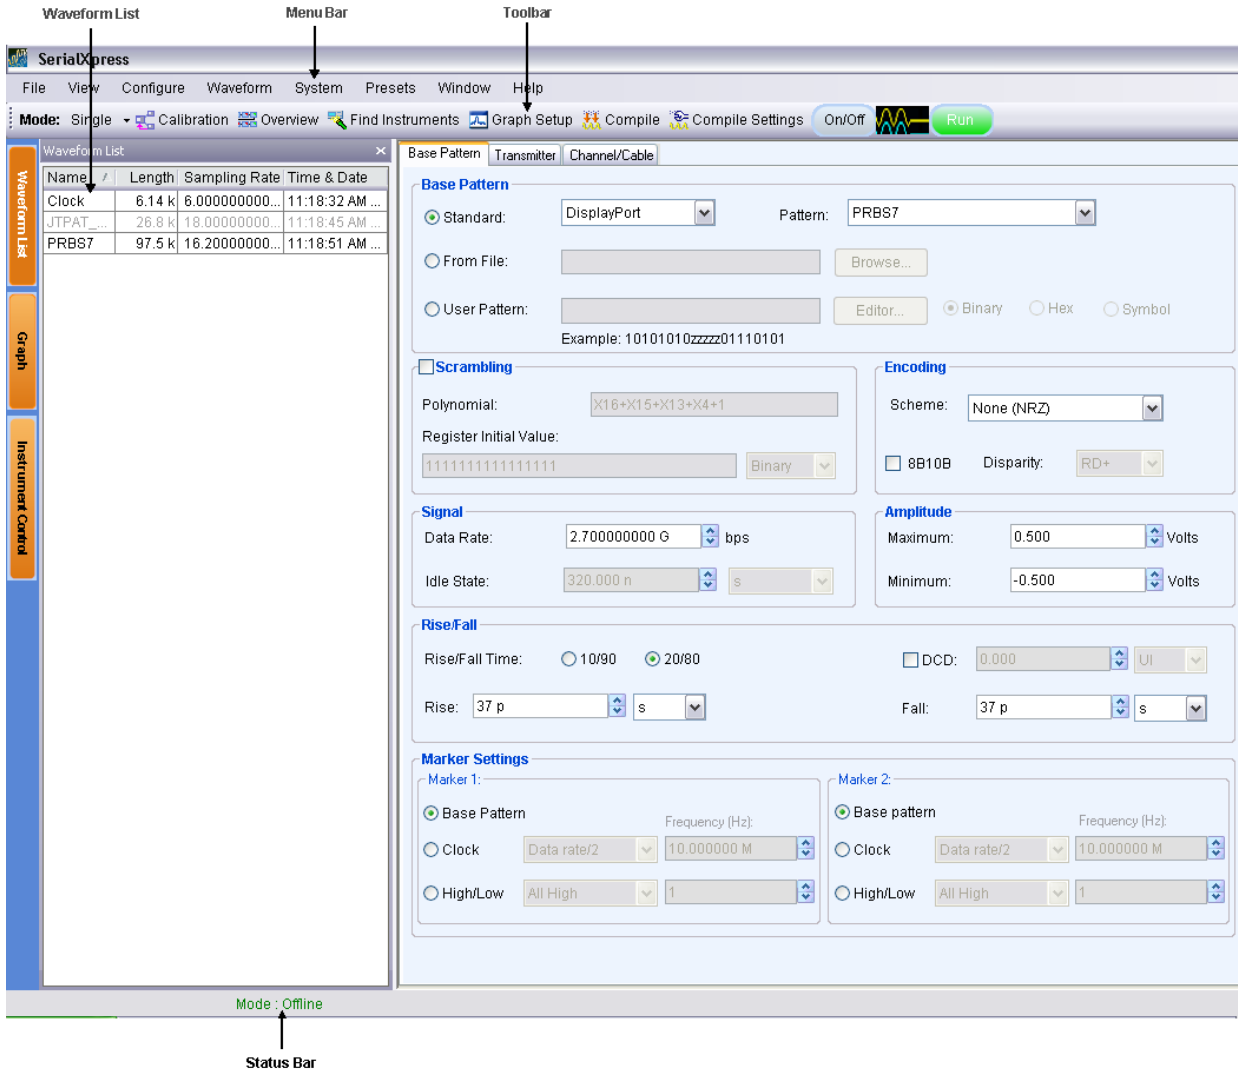 Waveform List
Menu Bar
Toolbar
SerialXpress
File View Configure Waveform System Presets Window Help
Mode: Single Calibration Overview Find Instruments Graph Setup Compile Compile Settings On/Off Run
Waveform List
Graph
Instrument Control
Waveform List
Name Length Sampling Rate Time & Date
Clock 6.14 k 6.000000000... 11:18:32 AM ...
JTPAT_... 26.8 k 18.00000000... 11:18:45 AM ...
PRBS7 97.5 k 16.20000000... 11:18:51 AM ...
Base Pattern Transmitter Channel/Cable
Base Pattern
Standard: DisplayPort Pattern: PRBS7
From File: Browse...
User Pattern: Editor... Binary Hex Symbol
Example: 10101010zzzzz01110101
Scrambling
Polynomial: X16+X15+X13+X4+1
Register Initial Value:
1111111111111111 Binary
Encoding
Scheme: None (NRZ)
8B10B Disparity: RD+
Signal
Data Rate: 2.700000000 G bps
Idle State: 320.000 n s
Amplitude
Maximum: 0.500 Volts
Minimum: -0.500 Volts
Rise/Fall
Rise/Fall Time: 10/90 20/80 DCD: 0.000 UI
Rise: 37 p s Fall: 37 p s
Marker Settings
Marker 1:
Base Pattern
Frequency (Hz):
Clock Data rate/2 10.000000 M
High/Low All High 1
Marker 2:
Base pattern
Frequency (Hz):
Clock Data rate/2 10.000000 M
High/Low All High 1
Mode : Offline
Status Bar